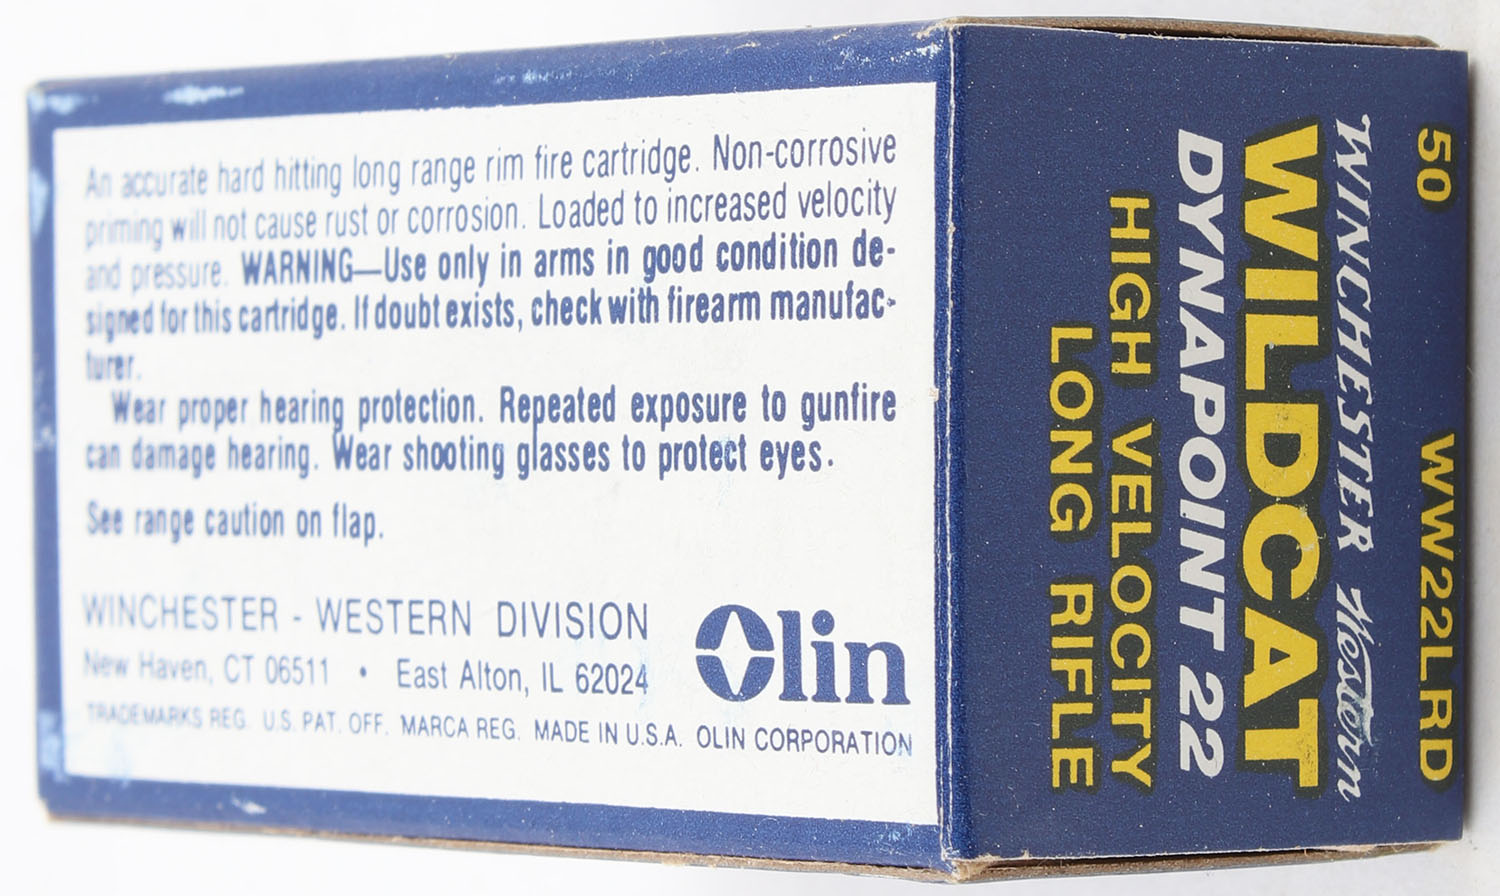 An accurate hard hitting long range rim fire cartridge. Non-corrosive
priming will not cause rust or corrosion. Loaded to increased velocity
and pressure. WARNING—Use only in arms in good condition de-
signed for this cartridge. If doubt exists, check with firearm manufac-
turer.
Wear proper hearing protection. Repeated exposure to gunfire
can damage hearing. Wear shooting glasses to protect eyes.
See range caution on flap.
WINCHESTER - WESTERN DIVISION
New Haven, CT 06511 • East Alton, IL 62024
Olin
TRADEMARKS REG. U.S. PAT. OFF. MARCA REG. MADE IN U.S.A. OLIN CORPORATION
50 WW22LRD
WINCHESTER Western
WILDCAT
DYNAPOINT 22
HIGH VELOCITY
LONG RIFLE